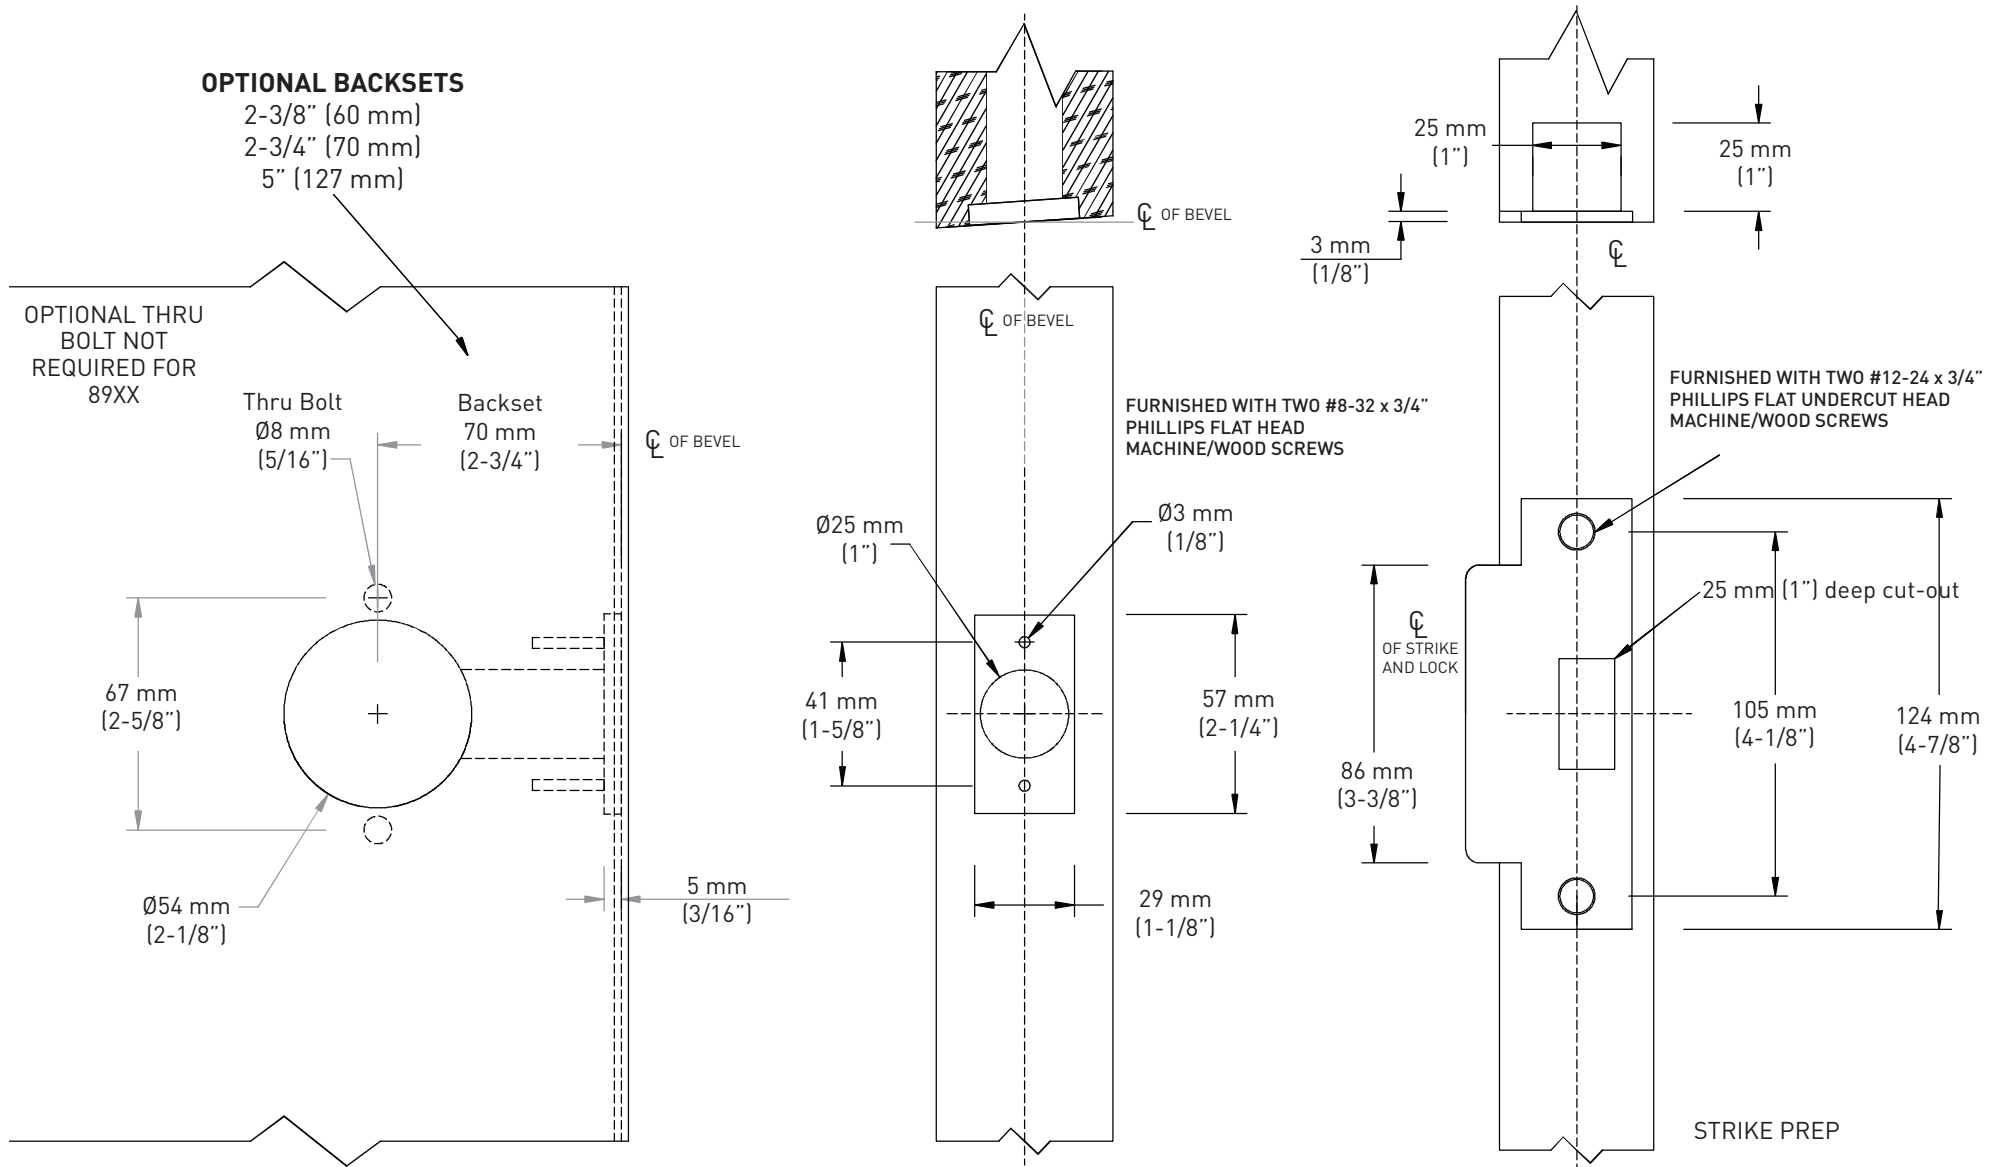 OPTIONAL BACKSETS
2-3/8” (60 mm)
2-3/4” (70 mm)
5” (127 mm)
OPTIONAL THRU
BOLT NOT
REQUIRED FOR
89XX
Thru Bolt
Ø8 mm
(5/16”)
Backset
70 mm
(2-3/4”)
℄ OF BEVEL
67 mm
(2-5/8”)
Ø54 mm
(2-1/8”)
5 mm
(3/16”)
℄ OF BEVEL
℄ OF BEVEL
FURNISHED WITH TWO #8-32 x 3/4”
PHILLIPS FLAT HEAD
MACHINE/WOOD SCREWS
Ø25 mm
(1”)
Ø3 mm
(1/8”)
41 mm
(1-5/8”)
57 mm
(2-1/4”)
29 mm
(1-1/8”)
25 mm
(1”)
25 mm
(1”)
3 mm
(1/8”)
℄
FURNISHED WITH TWO #12-24 x 3/4”
PHILLIPS FLAT UNDERCUT HEAD
MACHINE/WOOD SCREWS
25 mm (1”) deep cut-out
℄
OF STRIKE
AND LOCK
86 mm
(3-3/8”)
105 mm
(4-1/8”)
124 mm
(4-7/8”)
STRIKE PREP